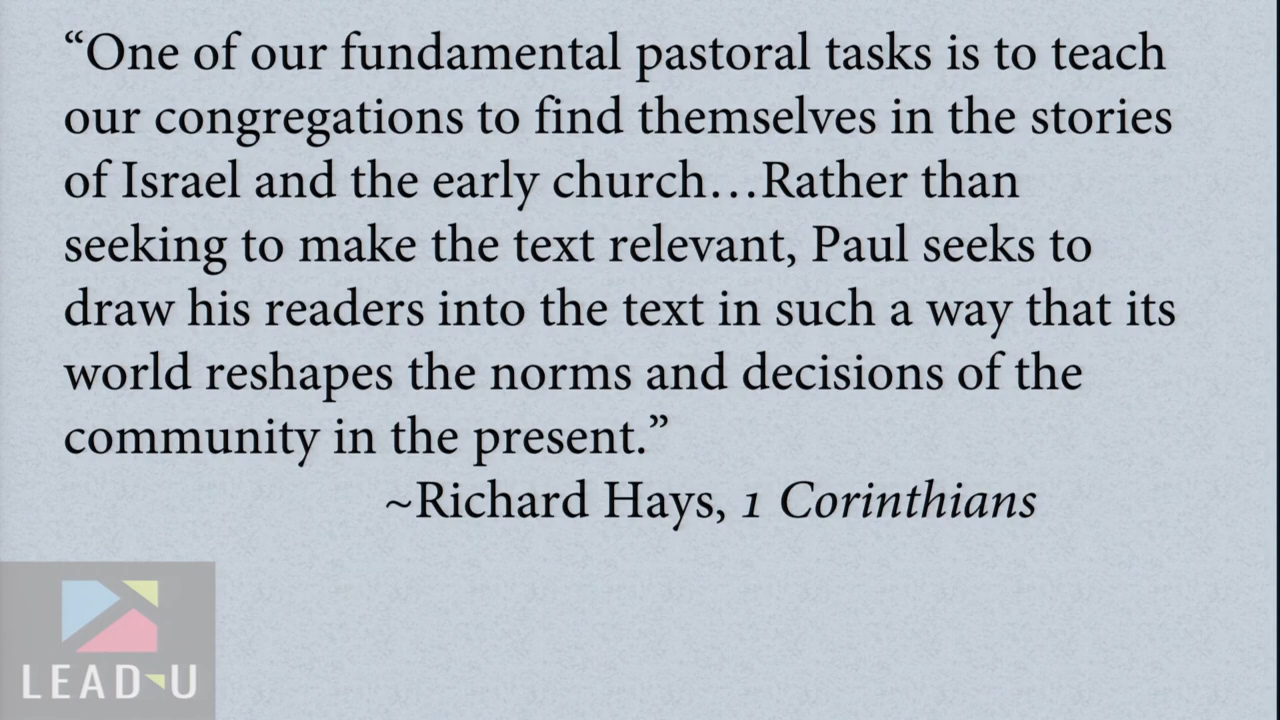 “One of our fundamental pastoral tasks is to teach
our congregations to find themselves in the stories
of Israel and the early church…Rather than
seeking to make the text relevant, Paul seeks to
draw his readers into the text in such a way that its
world reshapes the norms and decisions of the
community in the present.”
~Richard Hays, 1 Corinthians
LEAD U